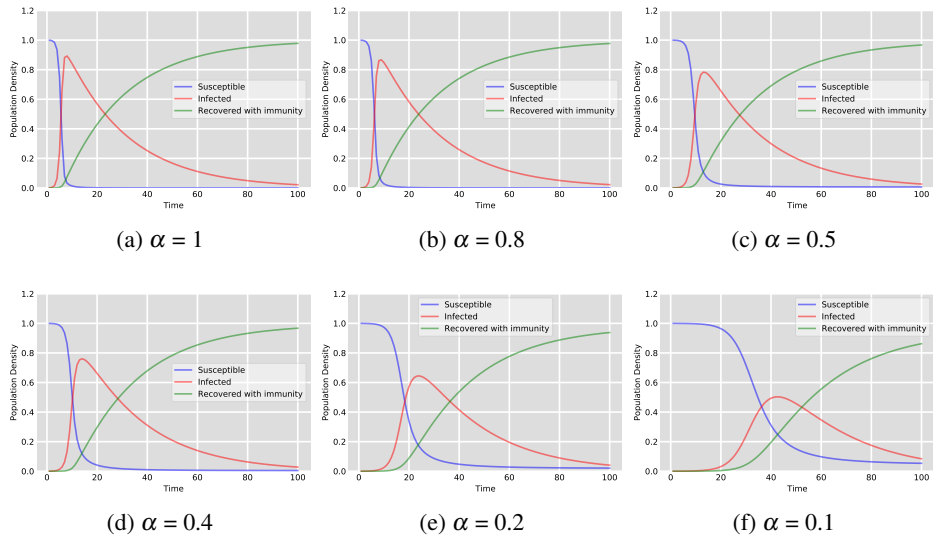 1.2
1.0
0.8
0.6
0.4
0.2
0.0
Population Density
0 20 40 60 80 100
Time
Susceptible
Infected
Recovered with immunity
(a) α = 1
1.2
1.0
0.8
0.6
0.4
0.2
0.0
Population Density
0 20 40 60 80 100
Time
Susceptible
Infected
Recovered with immunity
(b) α = 0.8
1.2
1.0
0.8
0.6
0.4
0.2
0.0
Population Density
0 20 40 60 80 100
Time
Susceptible
Infected
Recovered with immunity
(c) α = 0.5
1.2
1.0
0.8
0.6
0.4
0.2
0.0
Population Density
0 20 40 60 80 100
Time
Susceptible
Infected
Recovered with immunity
(d) α = 0.4
1.2
1.0
0.8
0.6
0.4
0.2
0.0
Population Density
0 20 40 60 80 100
Time
Susceptible
Infected
Recovered with immunity
(e) α = 0.2
1.2
1.0
0.8
0.6
0.4
0.2
0.0
Population Density
0 20 40 60 80 100
Time
Susceptible
Infected
Recovered with immunity
(f) α = 0.1